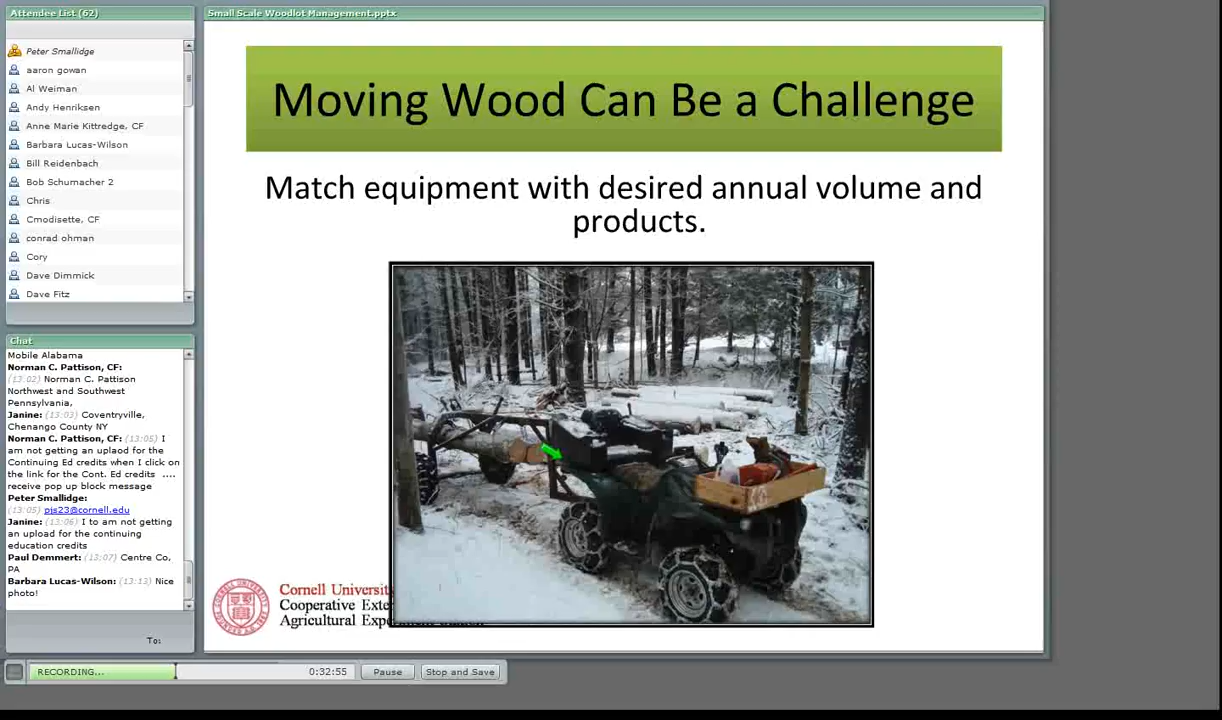 Attendee List (62)
Peter Smallidge
aaron gowan
Al Weiman
Andy Henriksen
Anne Marie Kittredge, CF
Barbara Lucas-Wilson
Bill Reidenbach
Bob Schumacher 2
Chris
Cmodisette, CF
conrad ohman
Cory
Dave Dimmick
Dave Fitz
Chat
Mobile Alabama
Norman C. Pattison, CF:
(13:02) Norman C. Pattison
Northwest and Southwest
Pennsylvania,
Janine: (13:03) Coventryville,
Chenango County NY
Norman C. Pattison, CF: (13:05) I
am not getting an uplaod for the
Continuing Ed credits when I click on
the link for the Cont. Ed credits ....
receive pop up block message
Peter Smallidge:
(13:05) pjs23@cornell.edu
Janine: (13:06) I to am not getting
an upload for the continuing
education credits
Paul Demmert: (13:07) Centre Co,
PA
Barbara Lucas-Wilson: (13:13) Nice
photo!
To:
Small Scale Woodlot Management.pptx
Moving Wood Can Be a Challenge
Match equipment with desired annual volume and
products.
Cornell Universit
Cooperative Exte
Agricultural Exp
RECORDING...
0:32:55
Pause
Stop and Save